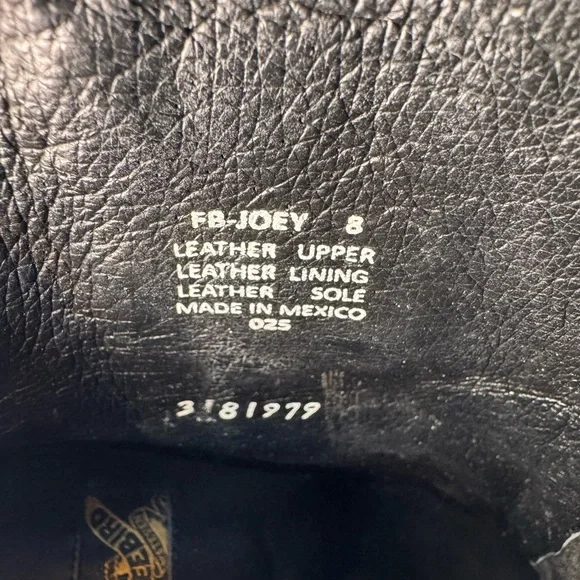 FB-JOEY 8
LEATHER UPPER
LEATHER LINING
LEATHER SOLE
MADE IN MEXICO
025
3181979